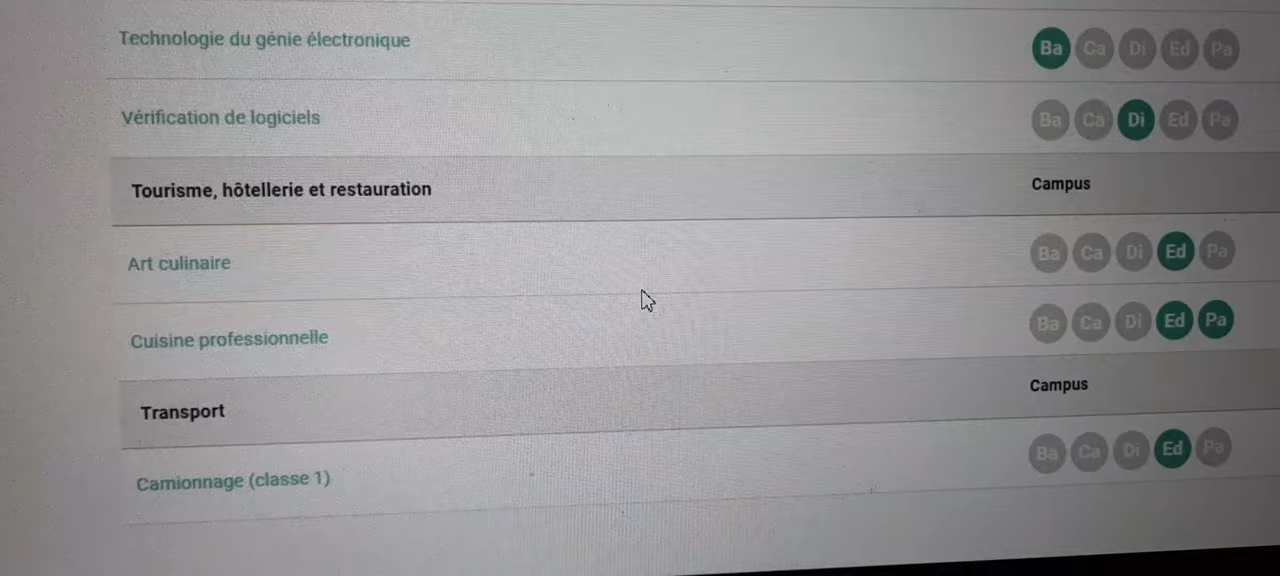 Technologie du génie électronique Ba Ca Di Ed Pa
Vérification de logiciels Ba Ca Di Ed Pa
Tourisme, hôtellerie et restauration Campus
Art culinaire Ba Ca Di Ed Pa
Cuisine professionnelle Ba Ca Di Ed Pa
Transport Campus
Camionnage (classe 1) Ba Ca Di Ed Pa